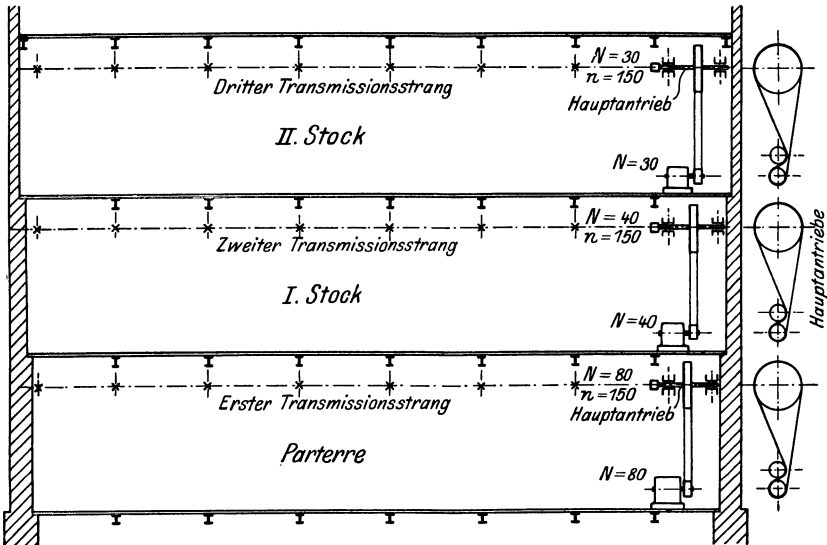 N=30
n=150
Dritter Transmissionsstrang
Hauptantrieb
II. Stock
N=30
N=40
n=150
Zweiter Transmissionsstrang
I. Stock
N=40
Hauptantriebe
N=80
n=150
Erster Transmissionsstrang
Hauptantrieb
Parterre
N=80